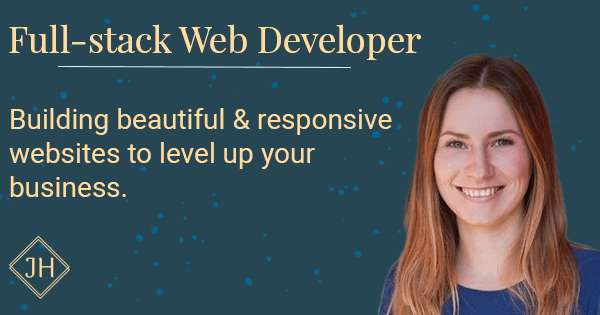 Full-stack Web Developer
Building beautiful & responsive
websites to level up your
business.
JH